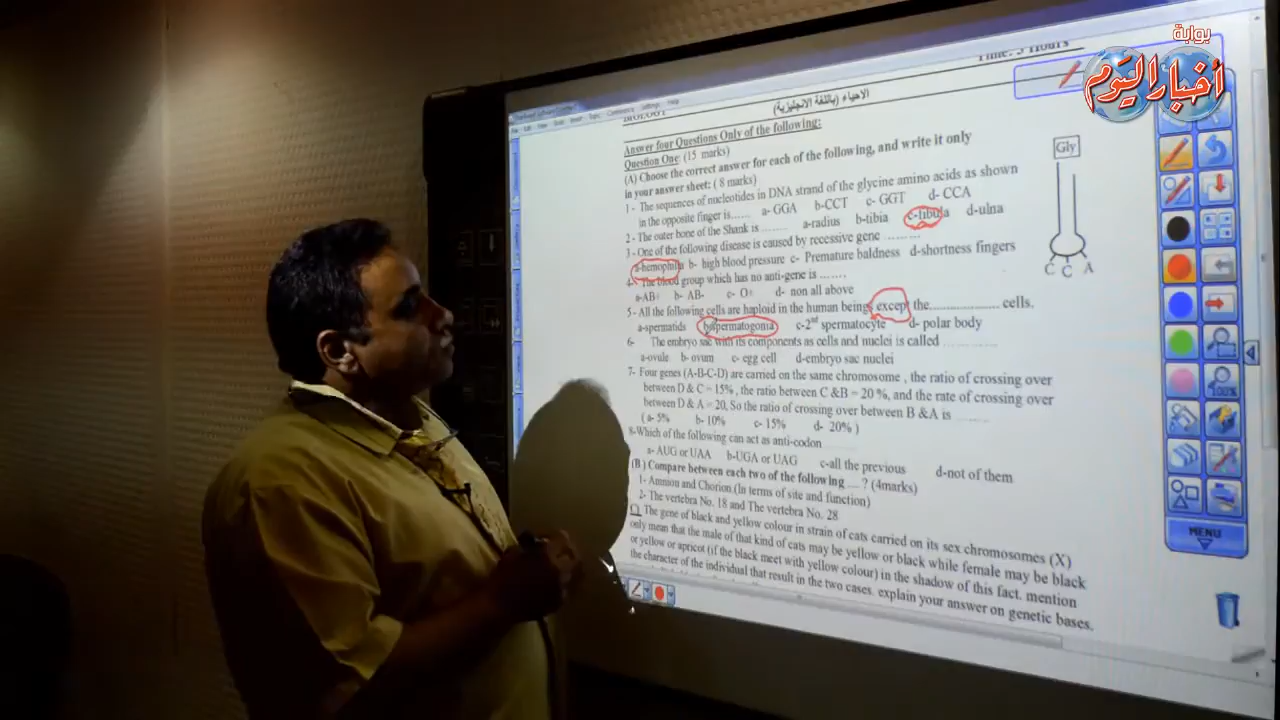 بوابة
أخبار اليوم
Time: 3 Hours
BIOLOGY
الاحياء (باللغة الانجليزية)
Answer four Questions Only of the following:
Question One: (15 marks)
(A) Choose the correct answer for each of the following, and write it only
in your answer sheet: ( 8 marks)
1 - The sequences of nucleotides in DNA strand of the glycine amino acids as shown
in the opposite finger is..... a- GGA b-CCT c- GGT d- CCA
2 - The outer bone of the Shank is ........ a-radius b-tibia c-fibula d-ulna
3 - One of the following disease is caused by recessive gene .........
a-hemophilia b- high blood pressure c- Premature baldness d-shortness fingers
4- The blood group which has no anti-gene is .......
a-AB+ b- AB- c- O+ d- non all above
5 - All the following cells are haploid in the human beings except the.................. cells.
a-spermatids b-spermatogonia c-2nd spermatocyte d- polar body
6- The embryo sac with its components as cells and nuclei is called ..............
a-ovule b- ovum c- egg cell d-embryo sac nuclei
7- Four genes (A-B-C-D) are carried on the same chromosome , the ratio of crossing over
between D & C = 15% , the ratio between C &B = 20 %, and the rate of crossing over
between D & A = 20, So the ratio of crossing over between B &A is ........
( a- 5% b- 10% c- 15% d- 20% )
8-Which of the following can act as anti-codon
a- AUG or UAA b-UGA or UAG c-all the previous d-not of them
(B ) Compare between each two of the following .... ? (4marks)
1- Amnion and Chorion (In terms of site and function)
2- The vertebra No. 18 and The vertebra No. 28
The gene of black and yellow colour in strain of cats carried on its sex chromosomes (X)
only mean that the male of that kind of cats may be yellow or black while female may be black
or yellow or apricot (if the black meet with yellow colour) in the shadow of this fact. mention
the character of the individual that result in the two cases. explain your answer on genetic bases.
Gly
C C A
100%
MENU